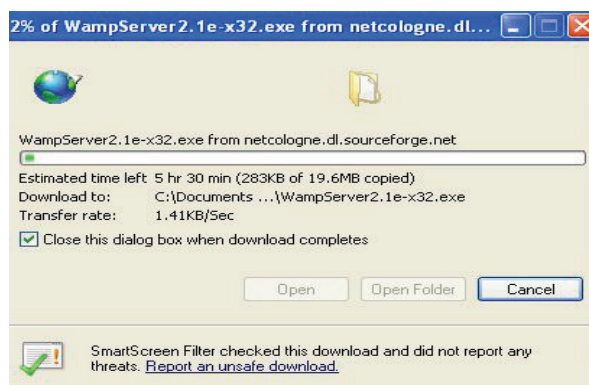 2% of WampServer2.1e-x32.exe from netcologne.dl...
WampServer2.1e-x32.exe from netcologne.dl.sourceforge.net
Estimated time left 5 hr 30 min (283KB of 19.6MB copied)
Download to: C:\Documents ...\WampServer2.1e-x32.exe
Transfer rate: 1.41KB/Sec
Close this dialog box when download completes
Open Open Folder Cancel
SmartScreen Filter checked this download and did not report any
threats. Report an unsafe download.